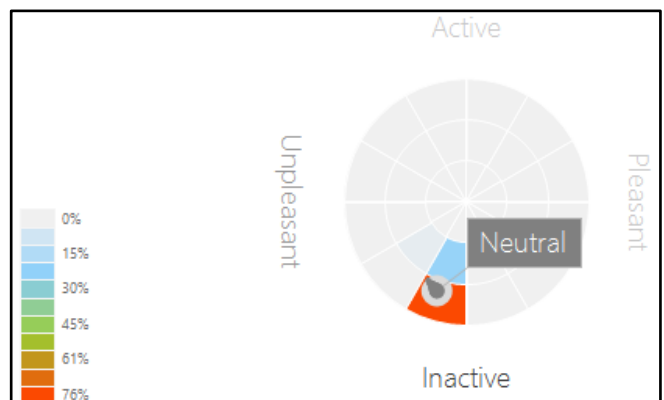 Active
Unpleasant
Pleasant
Neutral
Inactive
0%
15%
30%
45%
61%
76%